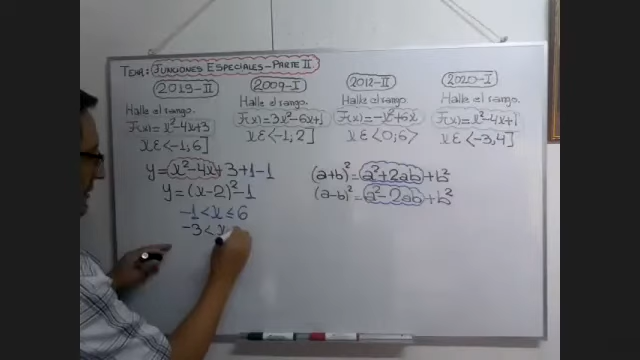 TEMA: FUNCIONES ESPECIALES - PARTE II
2019-II
Halle el rango.
F(x)=x²-4x+3
x∈<-1,6]
2009-I
Halle el rango.
F(x)=3x²-6x+1
x∈<-1,2]
2012-II
Halle el rango.
F(x)=-x²+6x
x∈<0;6>
2020-I
Halle el rango.
F(x)=x²-4x+1
x∈<-3,4]
y=x²-4x+3+1-1
y=(x-2)²-1
-1<x≤6
-3<x
(a+b)²=a²+2ab+b²
(a-b)²=a²-2ab+b²